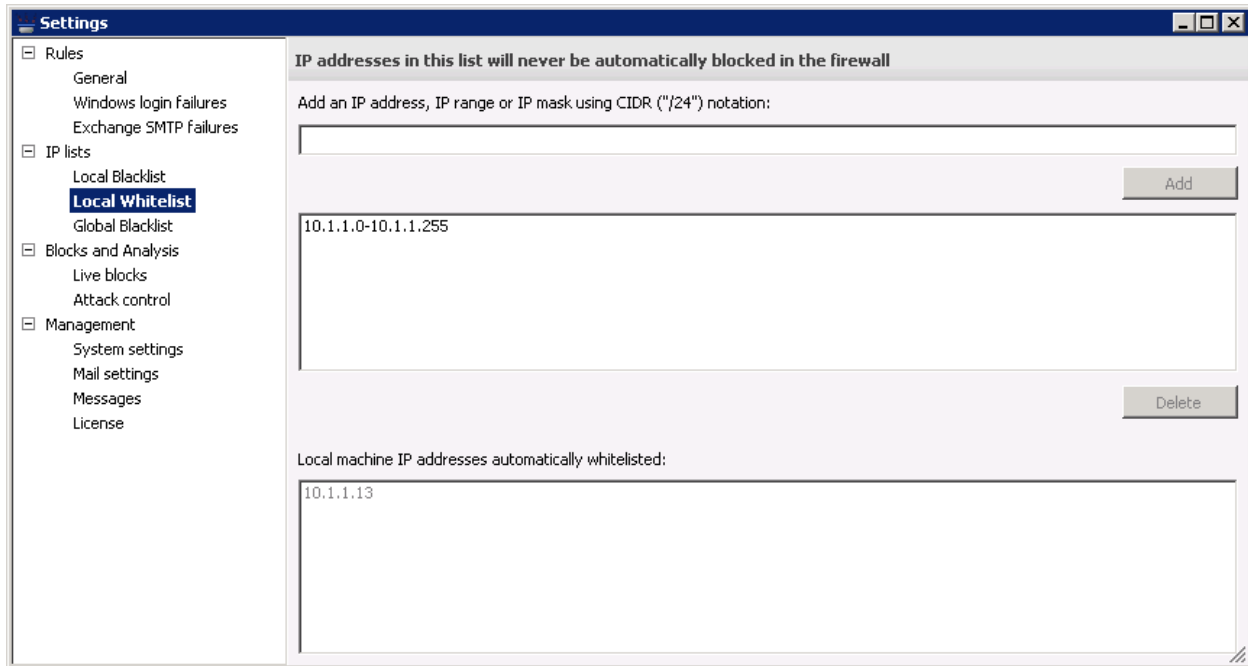 Settings
Rules
General
Windows login failures
Exchange SMTP failures
IP lists
Local Blacklist
Local Whitelist
Global Blacklist
Blocks and Analysis
Live blocks
Attack control
Management
System settings
Mail settings
Messages
License
IP addresses in this list will never be automatically blocked in the firewall
Add an IP address, IP range or IP mask using CIDR ("/24") notation:
Add
10.1.1.0-10.1.1.255
Delete
Local machine IP addresses automatically whitelisted:
10.1.1.13